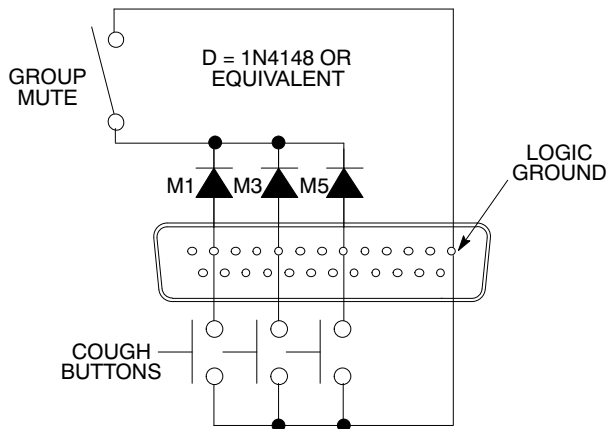 D = 1N4148 OR
EQUIVALENT
GROUP
MUTE
M1
M3
M5
LOGIC
GROUND
COUGH
BUTTONS